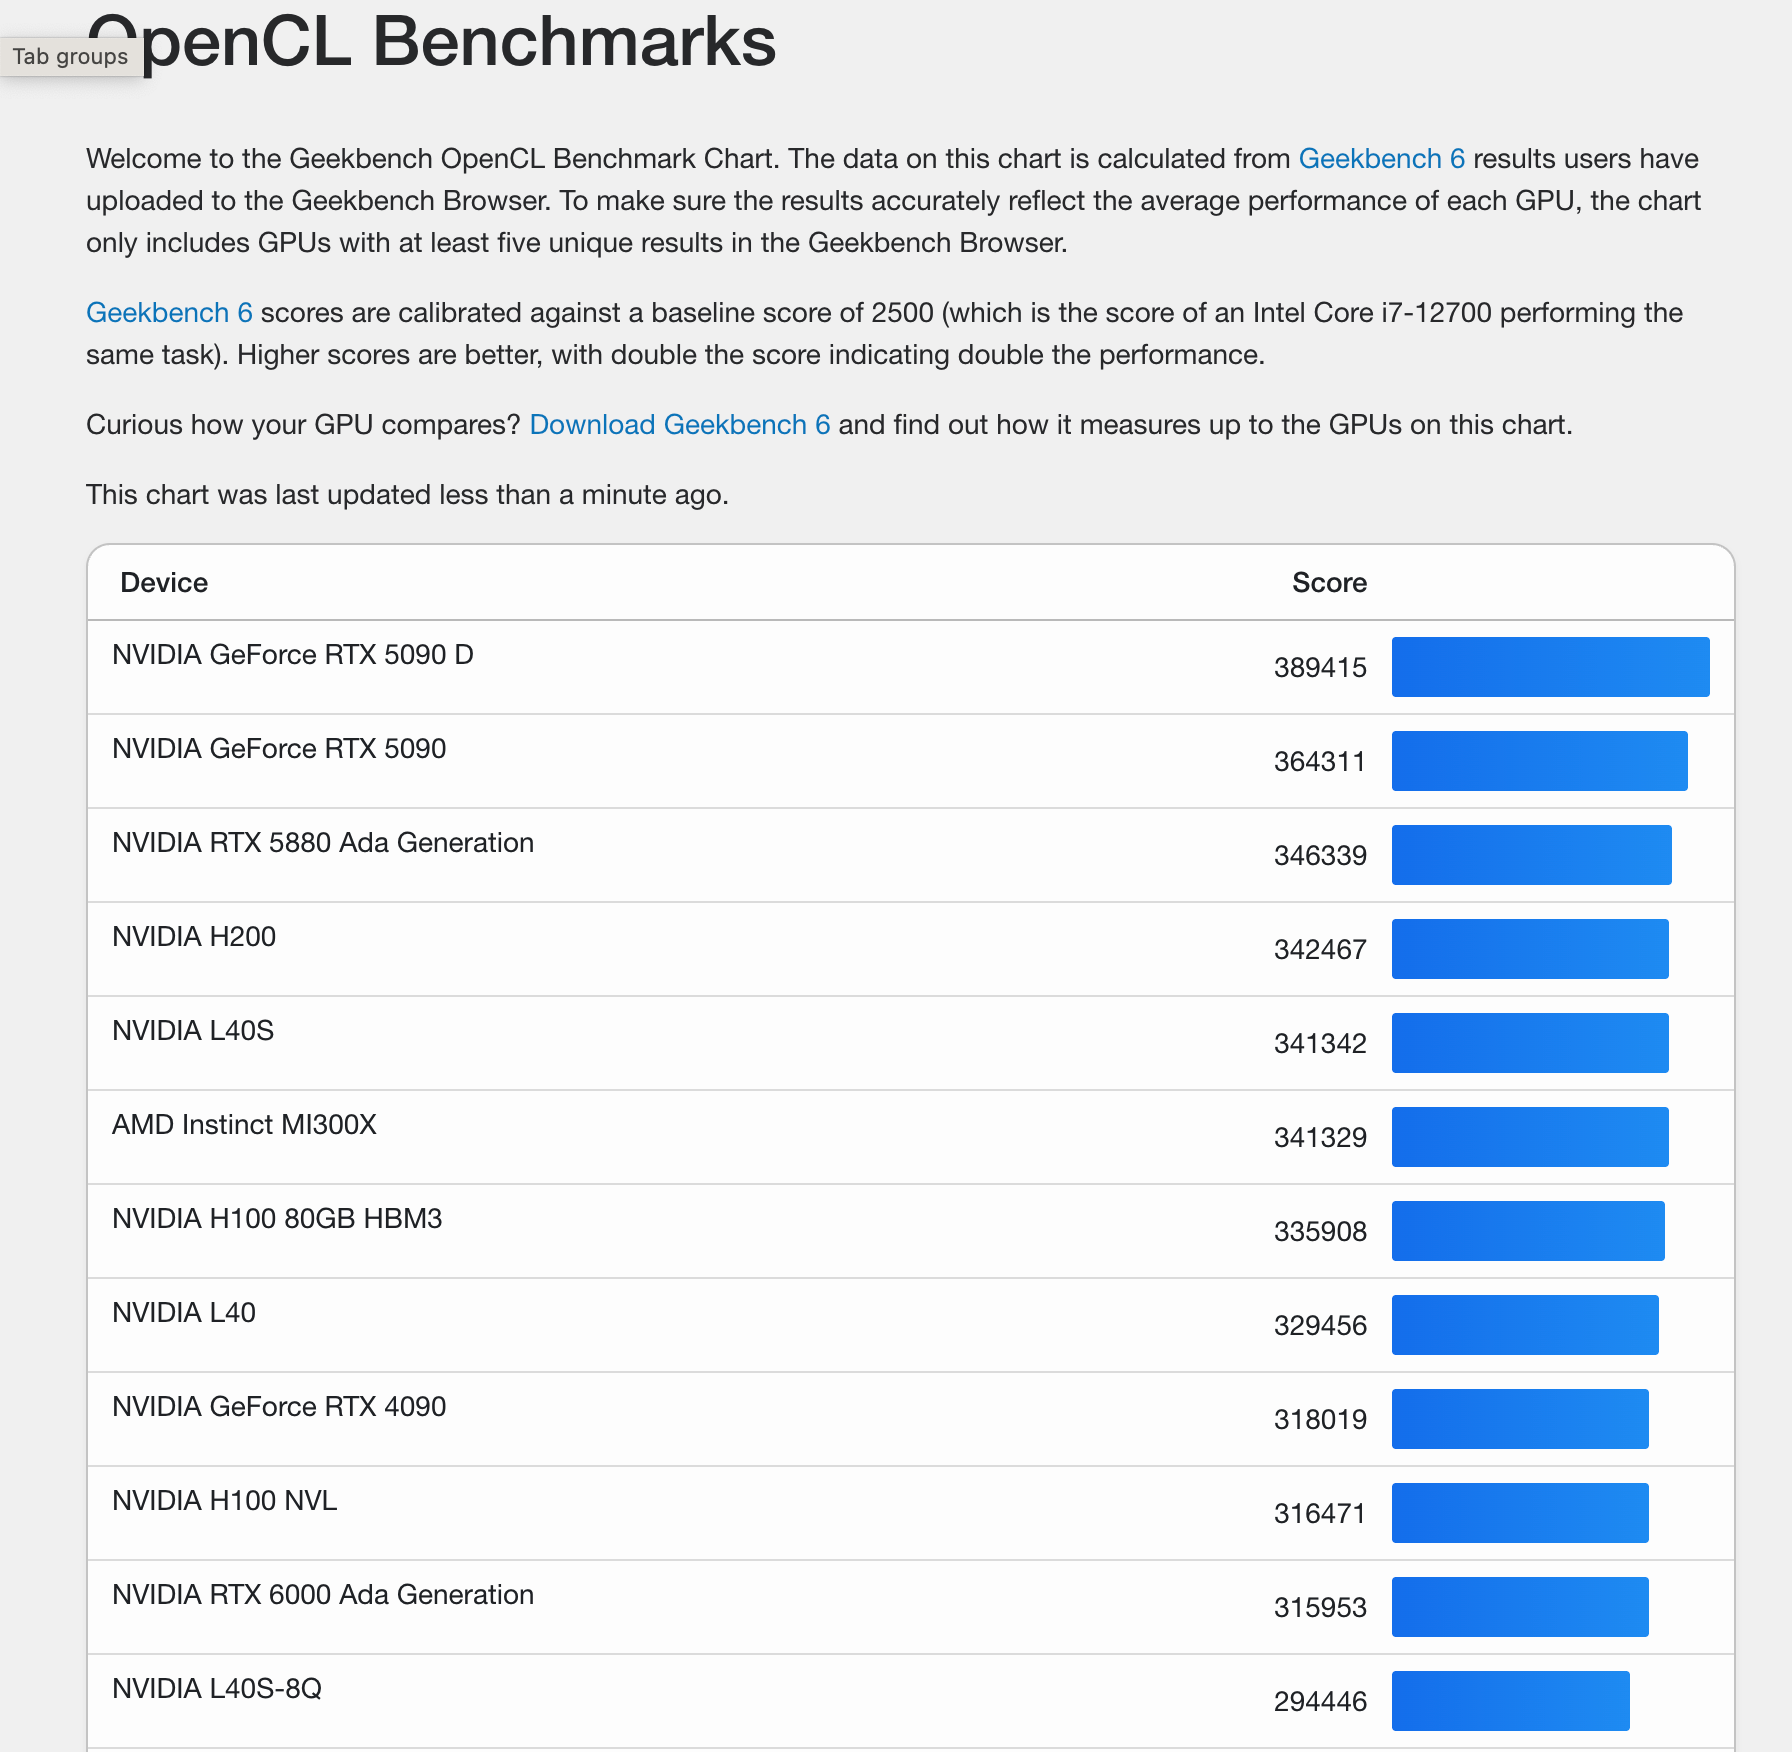 OpenCL Benchmarks
Tab groups
Welcome to the Geekbench OpenCL Benchmark Chart. The data on this chart is calculated from Geekbench 6 results users have
uploaded to the Geekbench Browser. To make sure the results accurately reflect the average performance of each GPU, the chart
only includes GPUs with at least five unique results in the Geekbench Browser.
Geekbench 6 scores are calibrated against a baseline score of 2500 (which is the score of an Intel Core i7-12700 performing the
same task). Higher scores are better, with double the score indicating double the performance.
Curious how your GPU compares? Download Geekbench 6 and find out how it measures up to the GPUs on this chart.
This chart was last updated less than a minute ago.
Device Score
NVIDIA GeForce RTX 5090 D 389415
NVIDIA GeForce RTX 5090 364311
NVIDIA RTX 5880 Ada Generation 346339
NVIDIA H200 342467
NVIDIA L40S 341342
AMD Instinct MI300X 341329
NVIDIA H100 80GB HBM3 335908
NVIDIA L40 329456
NVIDIA GeForce RTX 4090 318019
NVIDIA H100 NVL 316471
NVIDIA RTX 6000 Ada Generation 315953
NVIDIA L40S-8Q 294446